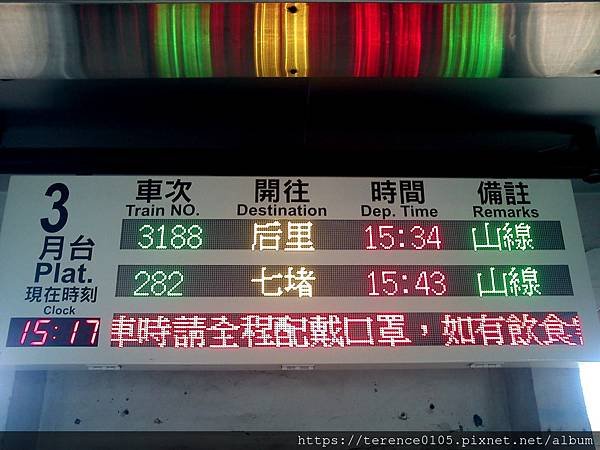 3
月台
Plat.
現在時刻
Clock
15:17
車次 開往 時間 備註
Train NO. Destination Dep. Time Remarks
3188 后里 15:34 山線
282 七堵 15:43 山線
車時請全程配戴口罩，如有飲食
https://terence0105.pixnet.net/album